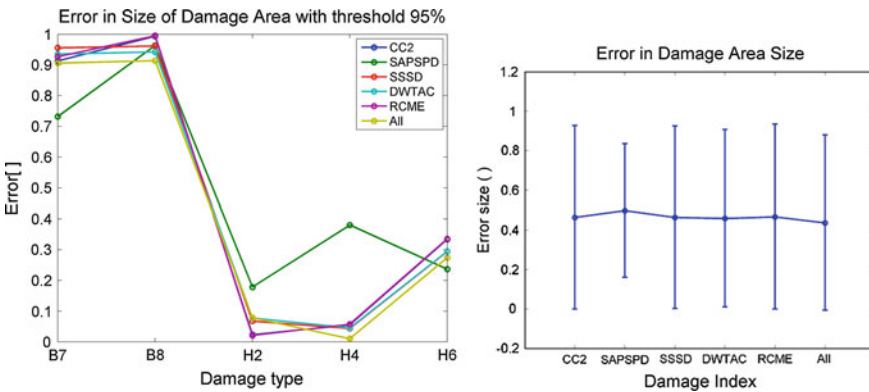 Error in Size of Damage Area with threshold 95%
1
0.9
0.8
0.7
0.6
0.5
0.4
0.3
0.2
0.1
0
Error[ ]
CC2
SAPSPD
SSSD
DWTAC
RCME
All
B7
B8
H2
H4
H6
Damage type
Error in Damage Area Size
1.2
1
0.8
0.6
0.4
0.2
0
-0.2
Error size ( )
CC2
SAPSPD
SSSD
DWTAC
RCME
All
Damage Index